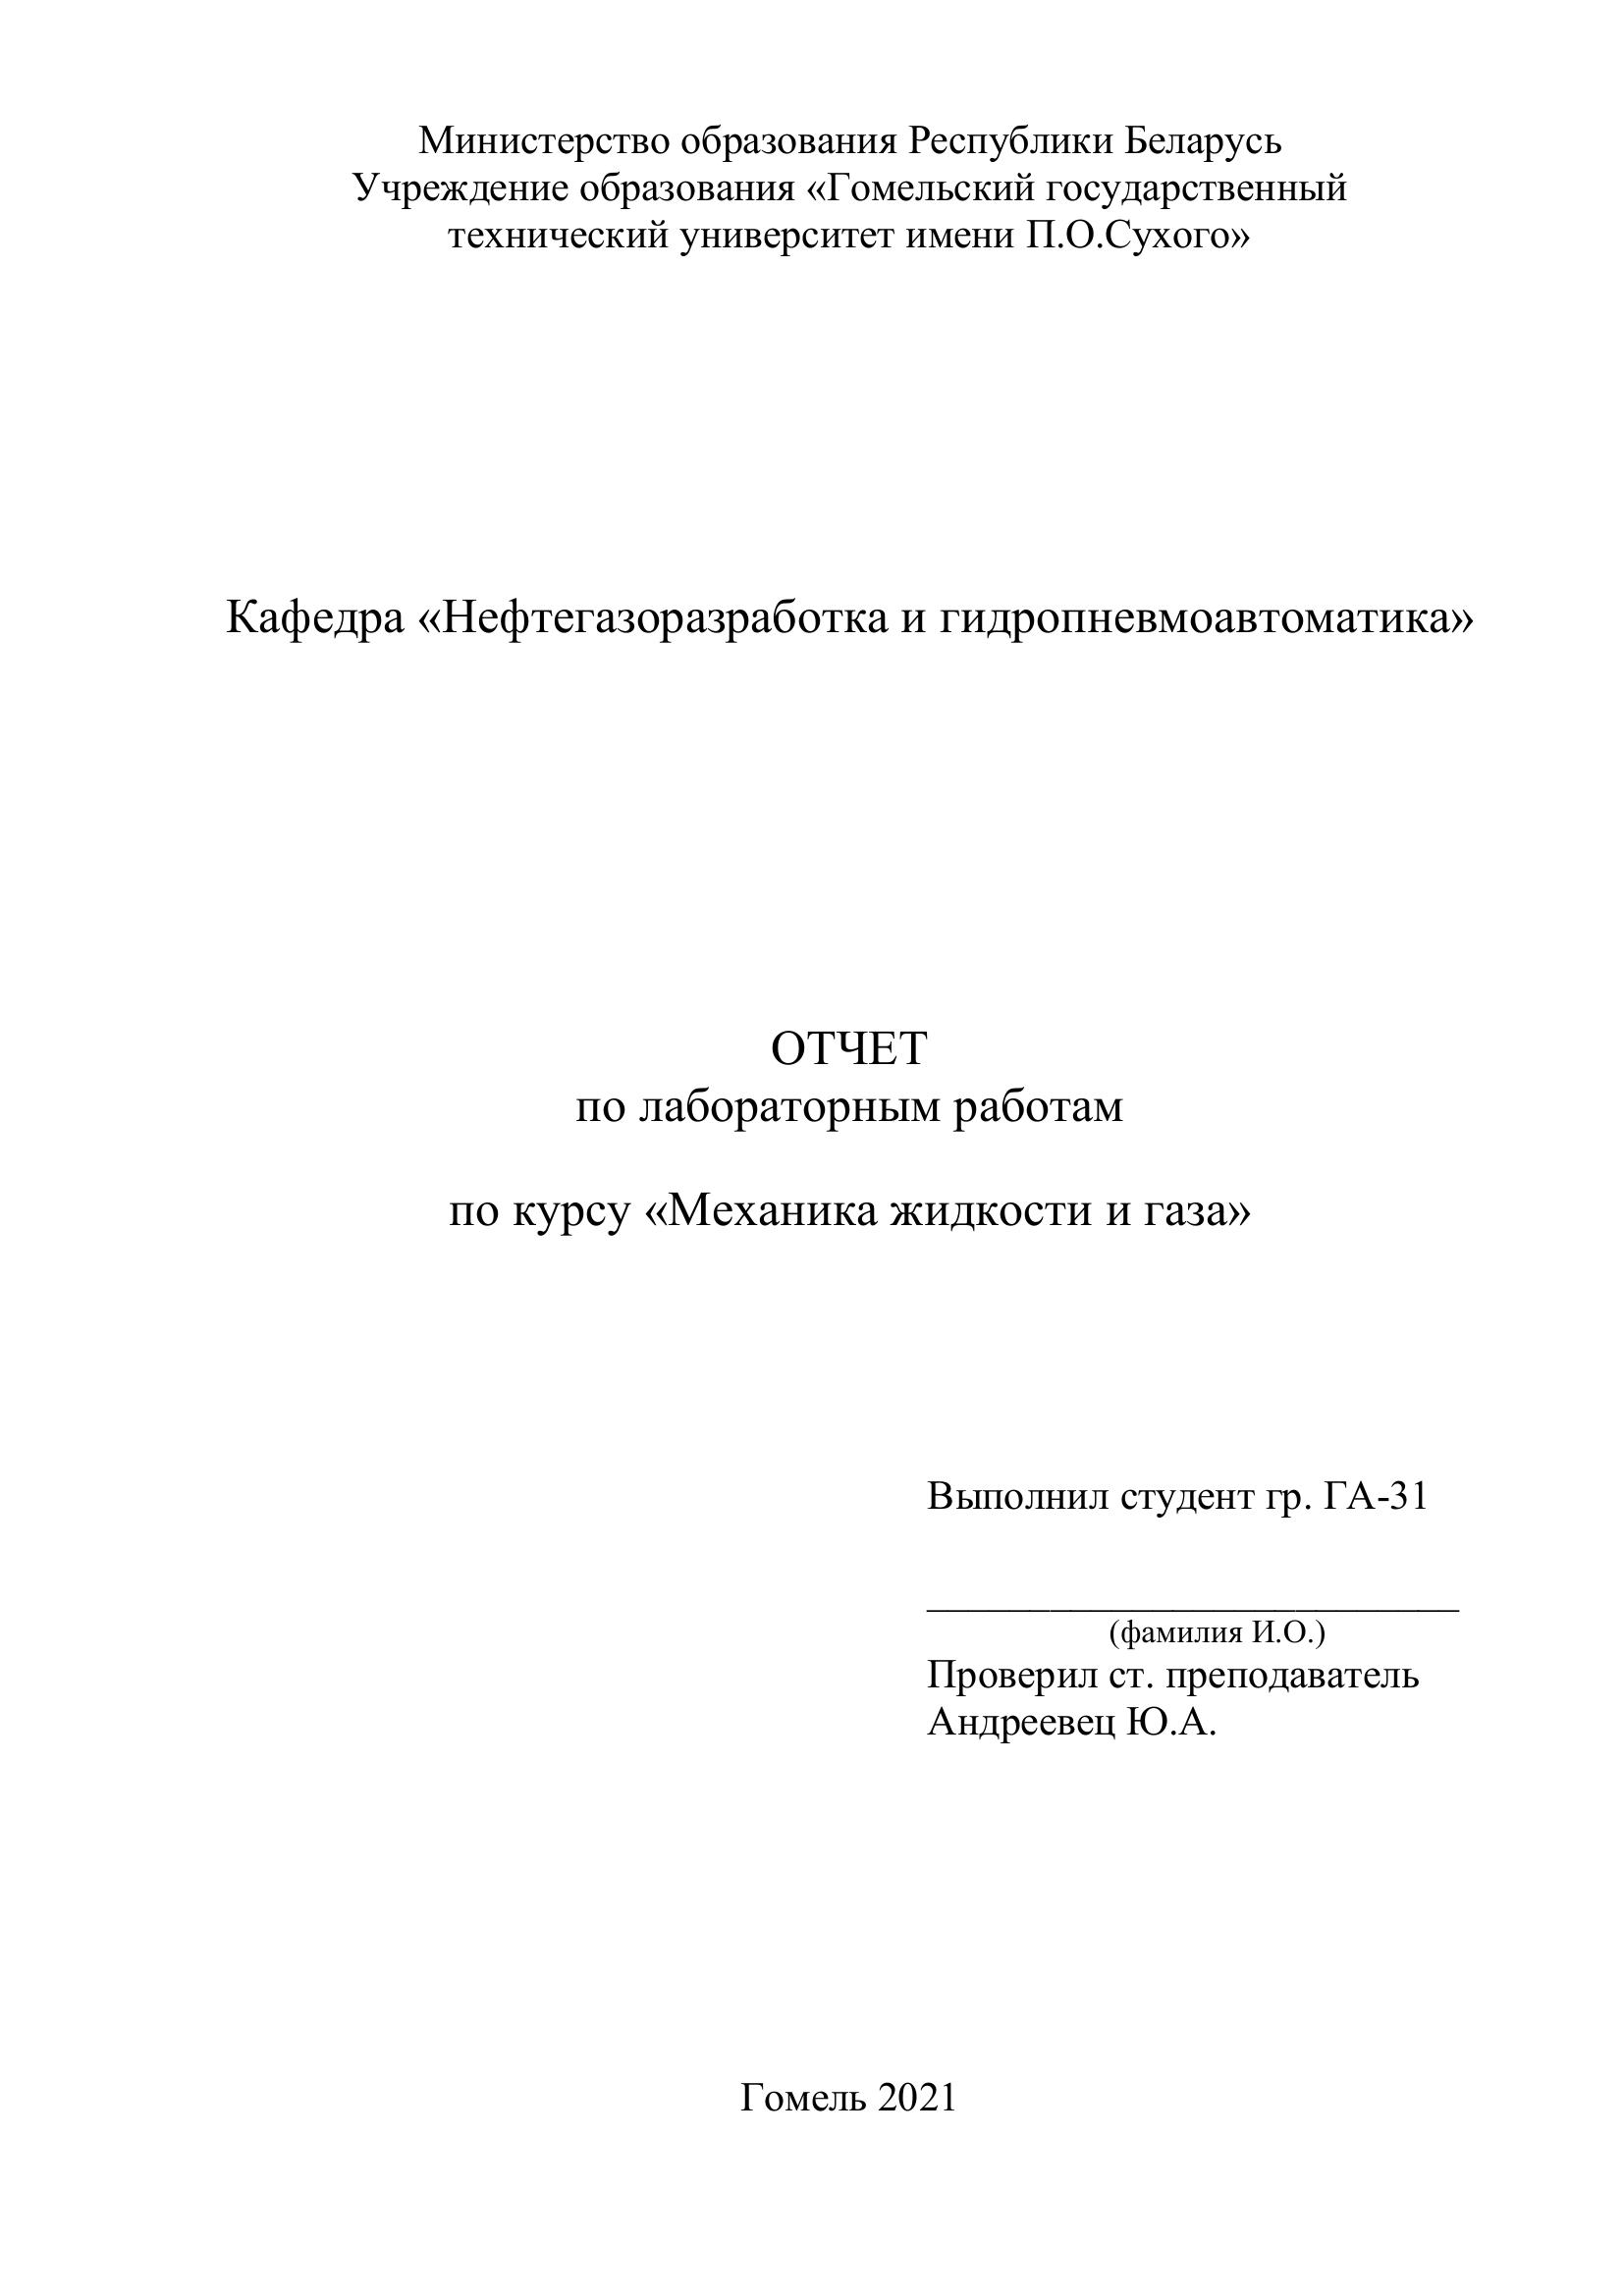 Министерство образования Республики Беларусь
Учреждение образования «Гомельский государственный
технический университет имени П.О.Сухого»
Кафедра «Нефтегазоразработка и гидропневмоавтоматика»
ОТЧЕТ
по лабораторным работам
по курсу «Механика жидкости и газа»
Выполнил студент гр. ГА-31
__________________________
(фамилия И.О.)
Проверил ст. преподаватель
Андреевец Ю.А.
Гомель 2021